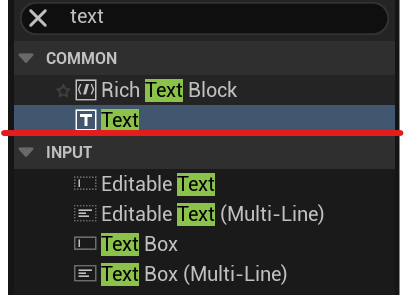 text
COMMON
Rich Text Block
Text
INPUT
Editable Text
Editable Text (Multi-Line)
Text Box
Text Box (Multi-Line)